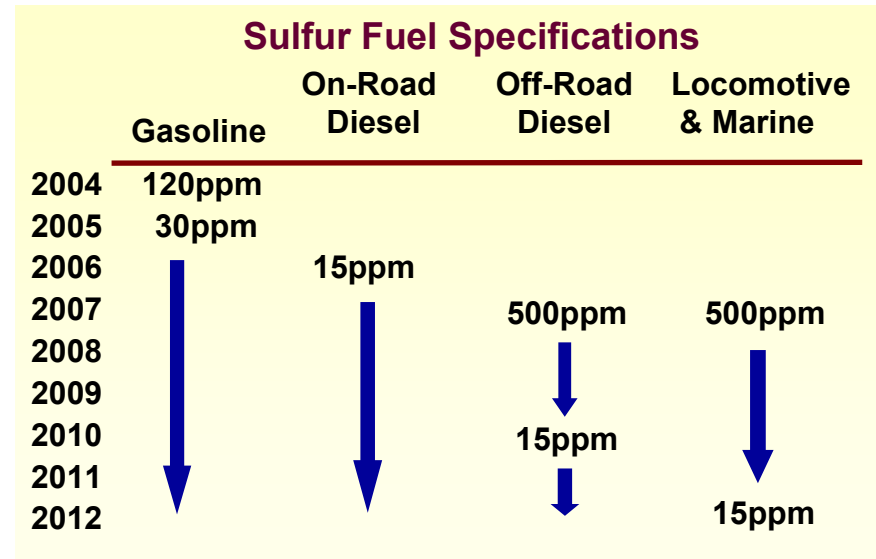 Sulfur Fuel Specifications
Gasoline
On-Road
Diesel
Off-Road
Diesel
Locomotive
& Marine
2004 120ppm
2005 30ppm
2006 15ppm
2007 500ppm 500ppm
2008
2009
2010 15ppm
2011
2012 15ppm